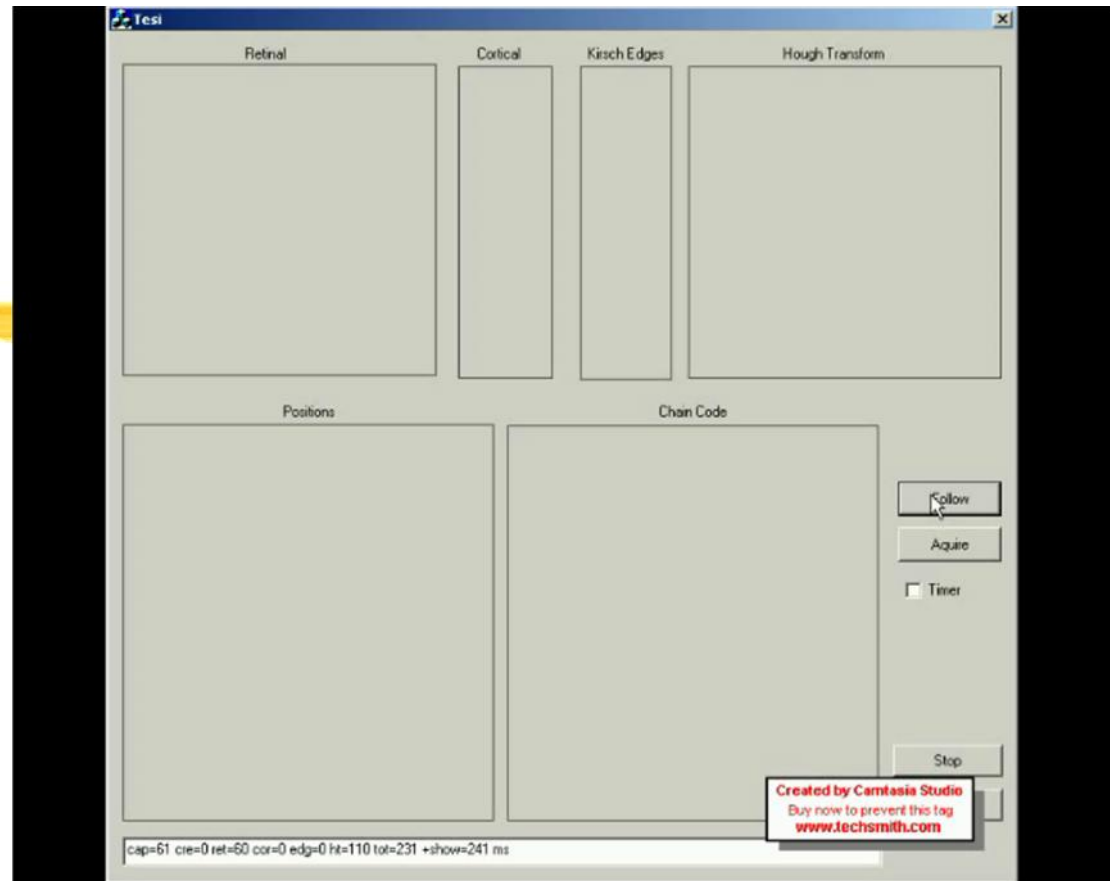 Tesi
Retinal
Cortical
Kirsch Edges
Hough Transform
Positions
Chain Code
Follow
Aquire
Timer
Stop
Created by Camtasia Studio
Buy now to prevent this tag
www.techsmith.com
cap=61 cre=0 ret=60 cor=0 edg=0 ht=110 tot=231 +show=241 ms